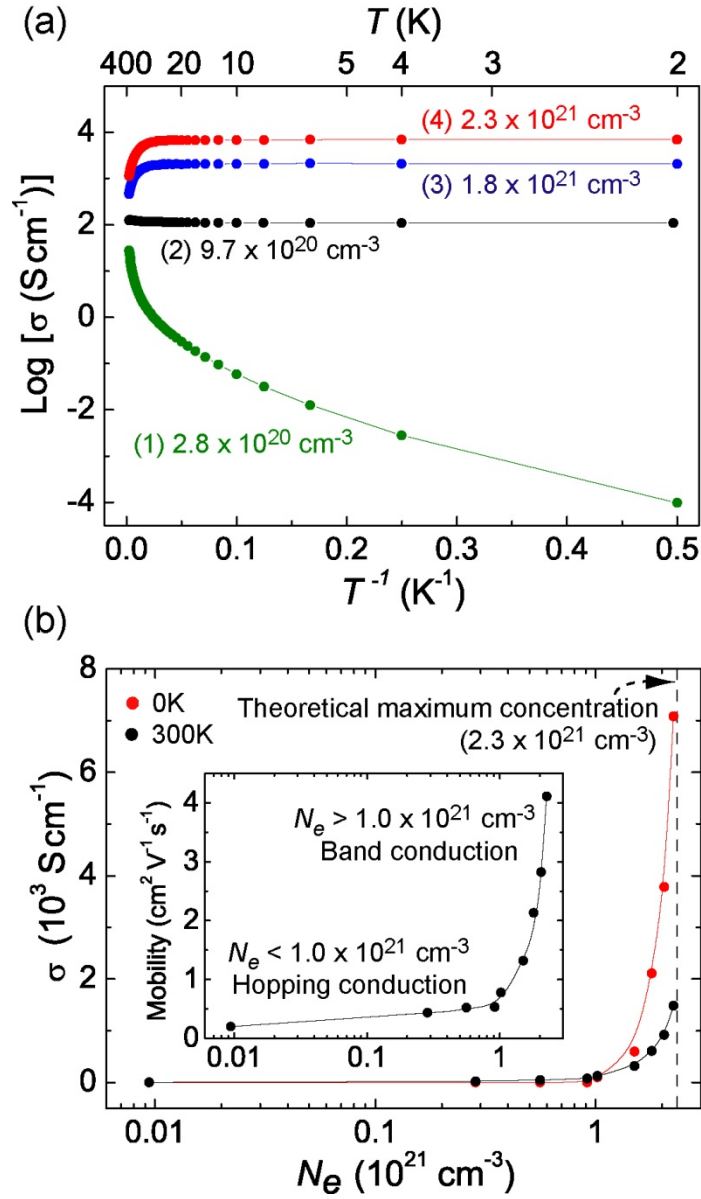 (a)
T (K)
400 20 10 5 4 3 2
(4) 2.3 x 10²¹ cm⁻³
(3) 1.8 x 10²¹ cm⁻³
(2) 9.7 x 10²⁰ cm⁻³
(1) 2.8 x 10²⁰ cm⁻³
Log [σ (S cm⁻¹)]
4
2
0
-2
-4
0.0 0.1 0.2 0.3 0.4 0.5
T⁻¹ (K⁻¹)
(b)
8
6
4
2
0
σ (10³ Scm⁻¹)
0K
300K
Theoretical maximum concentration
(2.3 x 10²¹ cm⁻³)
Mobility (cm² V⁻¹ s⁻¹)
4
3
2
1
0
Nₑ > 1.0 x 10²¹ cm⁻³
Band conduction
Nₑ < 1.0 x 10²¹ cm⁻³
Hopping conduction
0.01 0.1 1
0.01 0.1 1
Nₑ (10²¹ cm⁻³)